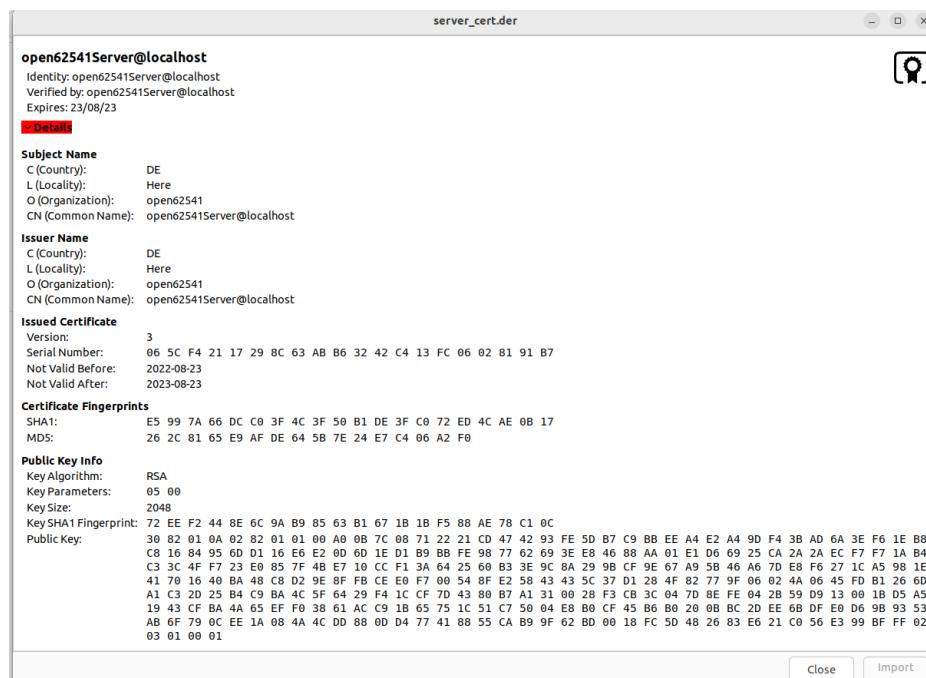 server_cert.der
open62541Server@localhost
Identity: open62541Server@localhost
Verified by: open62541Server@localhost
Expires: 23/08/23
Details
Subject Name
C (Country): DE
L (Locality): Here
O (Organization): open62541
CN (Common Name): open62541Server@localhost
Issuer Name
C (Country): DE
L (Locality): Here
O (Organization): open62541
CN (Common Name): open62541Server@localhost
Issued Certificate
Version: 3
Serial Number: 06 5C F4 21 17 29 8C 63 AB B6 32 42 C4 13 FC 06 02 81 91 B7
Not Valid Before: 2022-08-23
Not Valid After: 2023-08-23
Certificate Fingerprints
SHA1: E5 99 7A 66 DC C0 3F 4C 3F 50 B1 DE 3F C0 72 ED 4C AE 0B 17
MD5: 26 2C 81 65 E9 AF DE 64 5B 7E 24 E7 C4 06 A2 F0
Public Key Info
Key Algorithm: RSA
Key Parameters: 05 00
Key Size: 2048
Key SHA1 Fingerprint: 72 EE F2 44 8E 6C 9A B9 85 63 B1 67 1B 1B F5 88 AE 78 C1 0C
Public Key: 30 82 01 0A 02 82 01 01 00 A0 0B 7C 08 71 22 21 CD 47 42 93 FE 5D B7 C9 BB EE A4 E2 A4 9D F4 3B AD 6A 3E F6 1E B8
C8 16 84 95 6D D1 16 E6 E2 0D 6D 1E D1 B9 BB FE 98 77 62 69 3E E8 46 88 AA 01 E1 D6 69 25 CA 2A 2A EC F7 F7 1A B4
C3 3C 4F F7 23 E0 85 7F 4B E7 10 CC F1 3A 64 25 60 B3 3E 9C 8A 29 9B CF 9E 67 A9 5B 46 A6 7D E8 F6 27 1C A5 98 1E
41 70 16 40 BA 48 C8 D2 9E 8F FB CE E0 F7 00 54 8F E2 58 43 43 5C 37 D1 28 4F 82 77 9F 06 02 4A 06 45 FD B1 26 6D
A1 C3 2D 25 B4 C9 BA 4C 5F 64 29 F4 1C CF 7D 43 80 B7 A1 31 00 28 F3 CB 3C 04 7D 8E FE 04 2B 59 D9 13 00 1B D5 A5
19 43 CF BA 4A 65 EF F0 38 61 AC C9 1B 65 75 1C 51 C7 50 04 E8 B0 CF 45 B6 B0 20 0B BC 2D EE 6B DF E0 D6 9B 93 53
AB 6F 79 0C EE 1A 08 4A 4C DD 88 0D D4 77 41 88 55 CA B9 9F 62 BD 00 18 FC 5D 48 26 83 E6 21 C0 56 E3 99 BF FF 02
03 01 00 01
Close Import